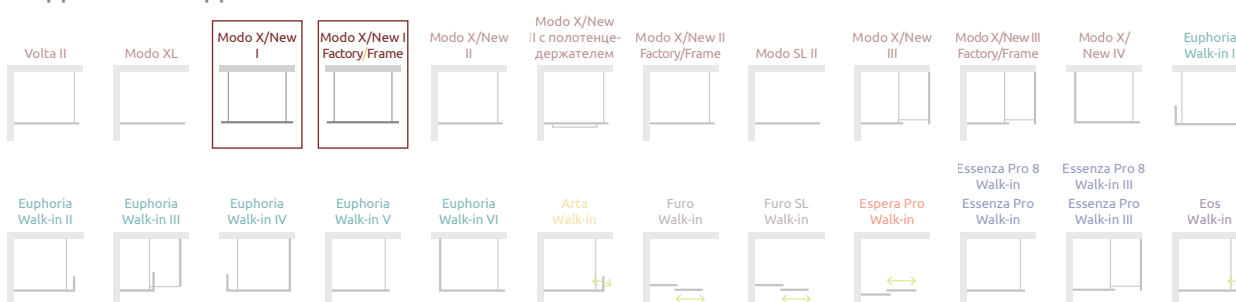 Volta II
Modo XL
Modo X/New
I
Modo X/New I
Factory/Frame
Modo X/New
II
Modo X/New
II с полотенце-
держателем
Modo X/New II
Factory/Frame
Modo SL II
Modo X/New
III
Modo X/New III
Factory/Frame
Modo X/
New IV
Euphoria
Walk-in I
Euphoria
Walk-in II
Euphoria
Walk-in III
Euphoria
Walk-in IV
Euphoria
Walk-in V
Euphoria
Walk-in VI
Arta
Walk-in
Furo
Walk-in
Furo SL
Walk-in
Espera Pro
Walk-in
Essenza Pro 8
Walk-in
Essenza Pro
Walk-in
Essenza Pro 8
Walk-in III
Essenza Pro
Walk-in III
Eos
Walk-in